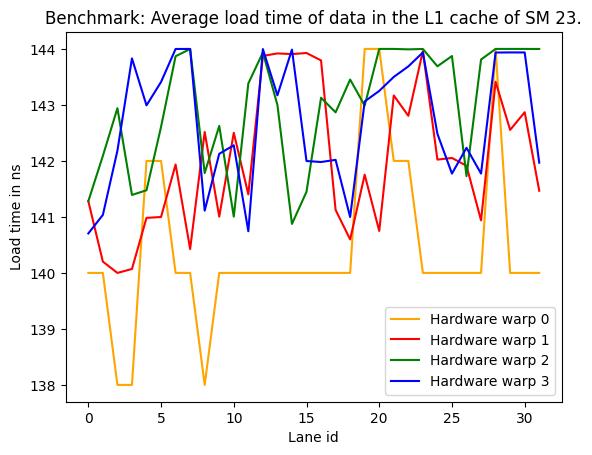 Benchmark: Average load time of data in the L1 cache of SM 23.
Load time in ns
144
143
142
141
140
139
138
0 5 10 15 20 25 30
Lane id
Hardware warp 0
Hardware warp 1
Hardware warp 2
Hardware warp 3